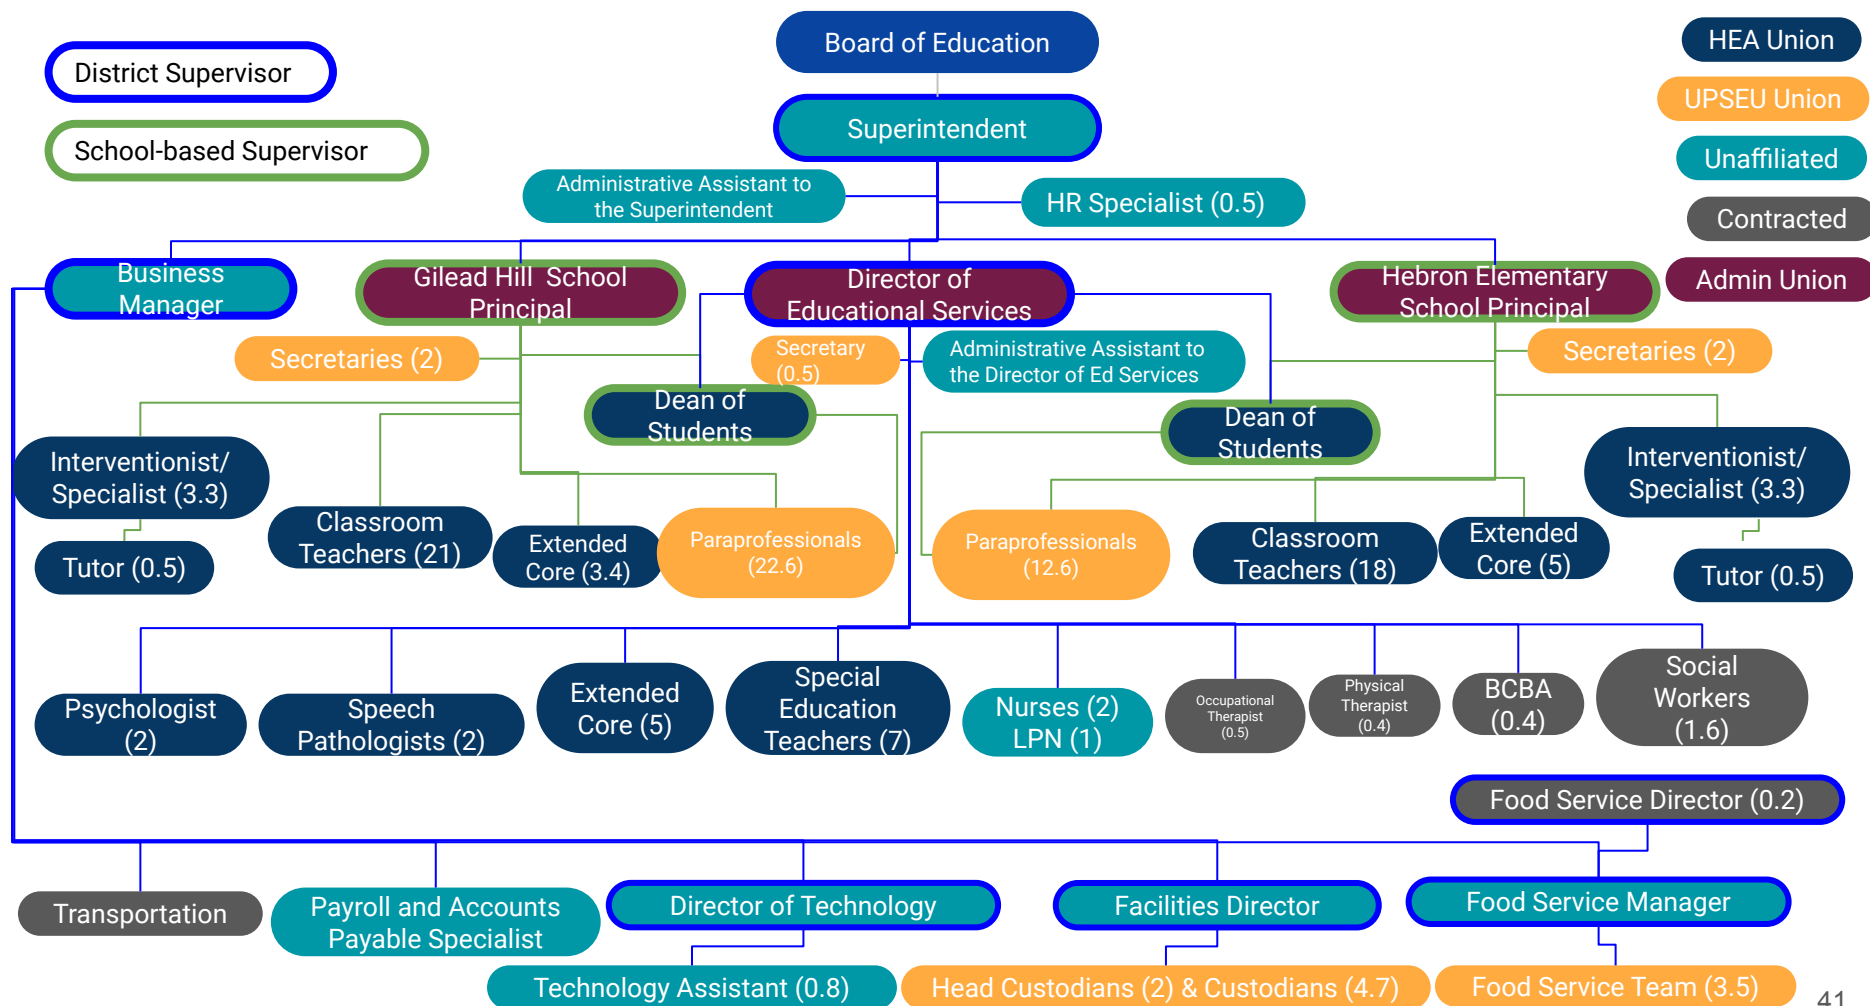 Board of Education
HEA Union
District Supervisor
UPSEU Union
Superintendent
School-based Supervisor
Unaffiliated
Administrative Assistant to
the Superintendent
HR Specialist (0.5)
Contracted
Business
Manager
Gilead Hill School
Principal
Director of
Educational Services
Hebron Elementary
School Principal
Admin Union
Secretaries (2)
Secretary
(0.5)
Administrative Assistant to
the Director of Ed Services
Secretaries (2)
Dean of
Students
Dean of
Students
Interventionist/
Specialist (3.3)
Interventionist/
Specialist (3.3)
Classroom
Teachers (21)
Extended
Core (3.4)
Paraprofessionals
(22.6)
Paraprofessionals
(12.6)
Classroom
Teachers (18)
Extended
Core (5)
Tutor (0.5)
Tutor (0.5)
Psychologist
(2)
Speech
Pathologists (2)
Extended
Core (5)
Special
Education
Teachers (7)
Nurses (2)
LPN (1)
Occupational
Therapist
(0.5)
Physical
Therapist
(0.4)
BCBA
(0.4)
Social
Workers
(1.6)
Food Service Director (0.2)
Transportation
Payroll and Accounts
Payable Specialist
Director of Technology
Facilities Director
Food Service Manager
Technology Assistant (0.8)
Head Custodians (2) & Custodians (4.7)
Food Service Team (3.5)
41